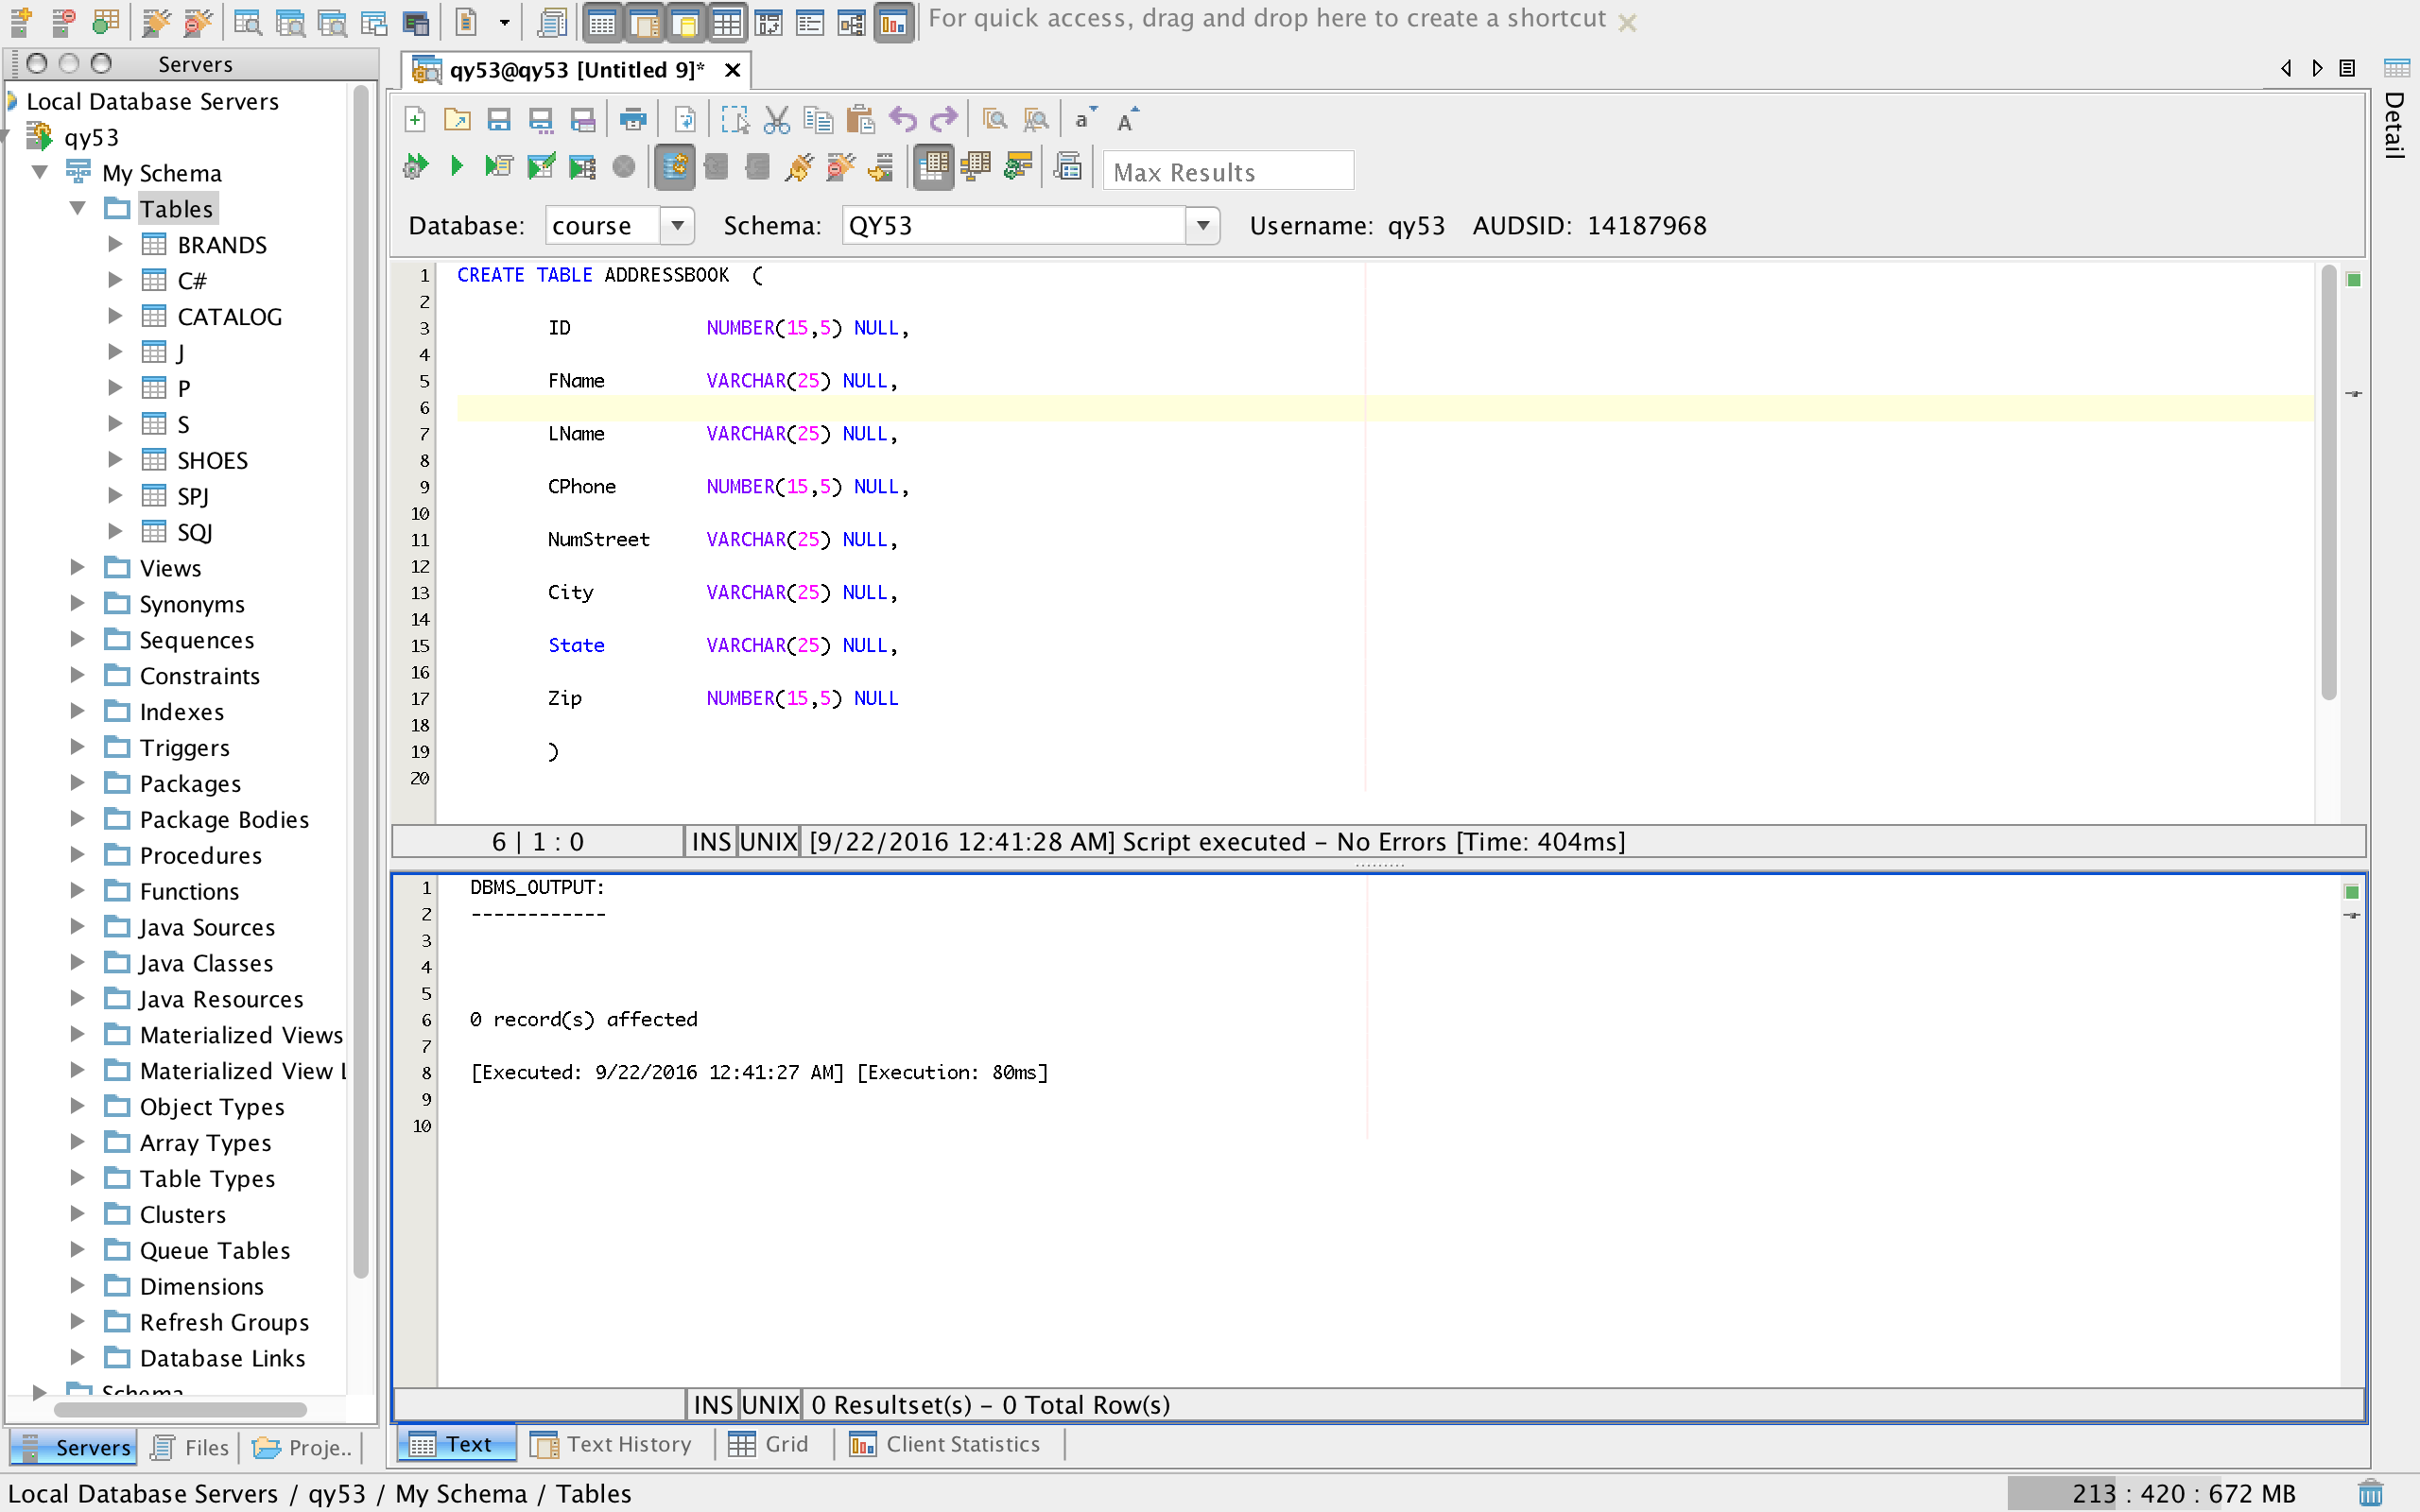 For quick access, drag and drop here to create a shortcut
Servers
Local Database Servers
qy53
My Schema
Tables
BRANDS
C#
CATALOG
J
P
S
SHOES
SPJ
SQJ
Views
Synonyms
Sequences
Constraints
Indexes
Triggers
Packages
Package Bodies
Procedures
Functions
Java Sources
Java Classes
Java Resources
Materialized Views
Materialized View L
Object Types
Array Types
Table Types
Clusters
Queue Tables
Dimensions
Refresh Groups
Database Links
Schema
Servers Files Proje..
qy53@qy53 [Untitled 9]*
Detail
Max Results
Database: course Schema: QY53 Username: qy53 AUDSID: 14187968
1 CREATE TABLE ADDRESSBOOK (
2
3 ID NUMBER(15,5) NULL,
4
5 FName VARCHAR(25) NULL,
6
7 LName VARCHAR(25) NULL,
8
9 CPhone NUMBER(15,5) NULL,
10
11 NumStreet VARCHAR(25) NULL,
12
13 City VARCHAR(25) NULL,
14
15 State VARCHAR(25) NULL,
16
17 Zip NUMBER(15,5) NULL
18
19 )
20
6 | 1 : 0 INS UNIX [9/22/2016 12:41:28 AM] Script executed – No Errors [Time: 404ms]
1 DBMS_OUTPUT:
2 ------------
3
4
5
6 0 record(s) affected
7
8 [Executed: 9/22/2016 12:41:27 AM] [Execution: 80ms]
9
10
INS UNIX 0 Resultset(s) – 0 Total Row(s)
Text Text History Grid Client Statistics
Local Database Servers / qy53 / My Schema / Tables
213 : 420 : 672 MB